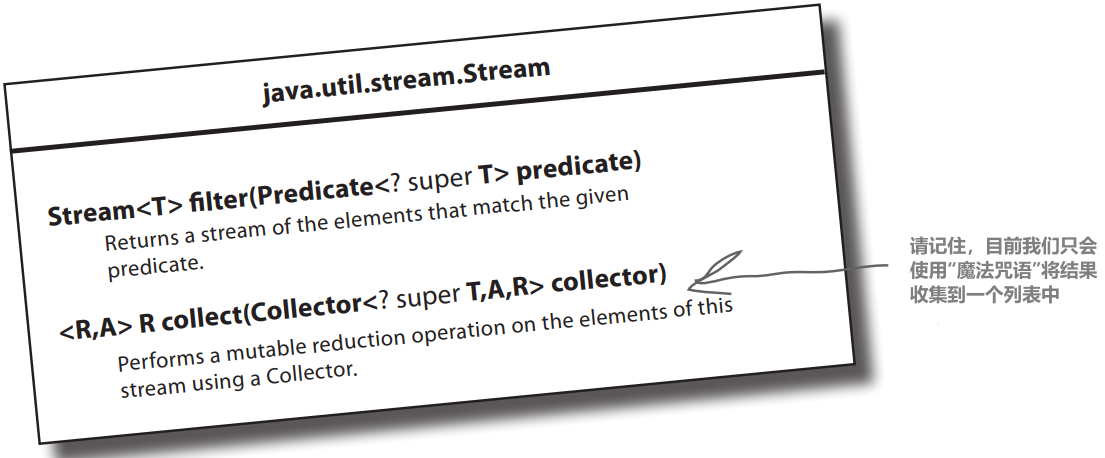 java.util.stream.Stream
Stream<T> filter(Predicate<? super T> predicate)
Returns a stream of the elements that match the given
predicate.
<R,A> R collect(Collector<? super T,A,R> collector)
Performs a mutable reduction operation on the elements of this
stream using a Collector.
请记住，目前我们只会
使用“魔法咒语”将结果
收集到一个列表中